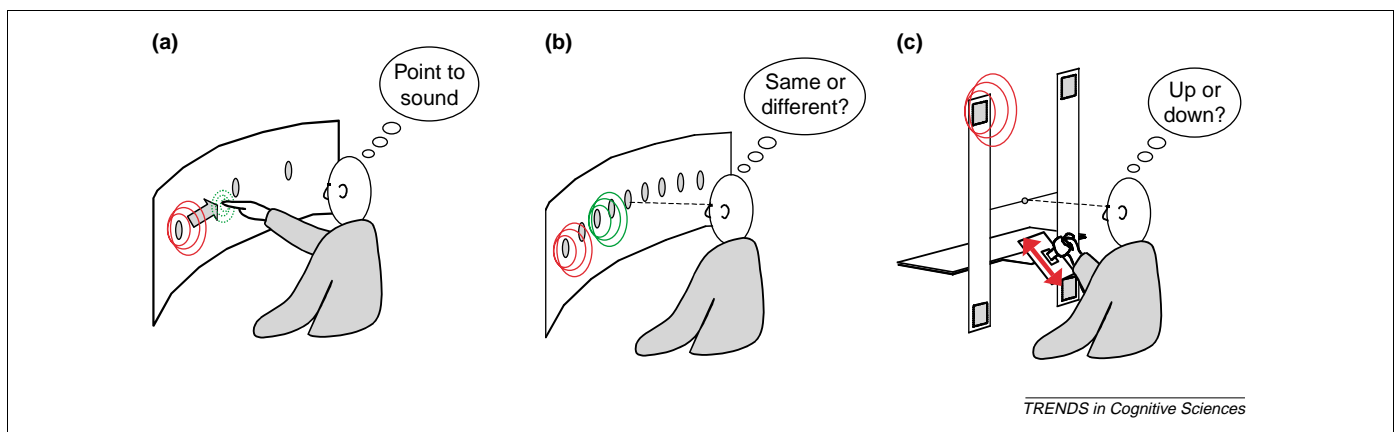 (a)
Point to
sound
(b)
Same or
different?
(c)
Up or
down?
TRENDS in Cognitive Sciences